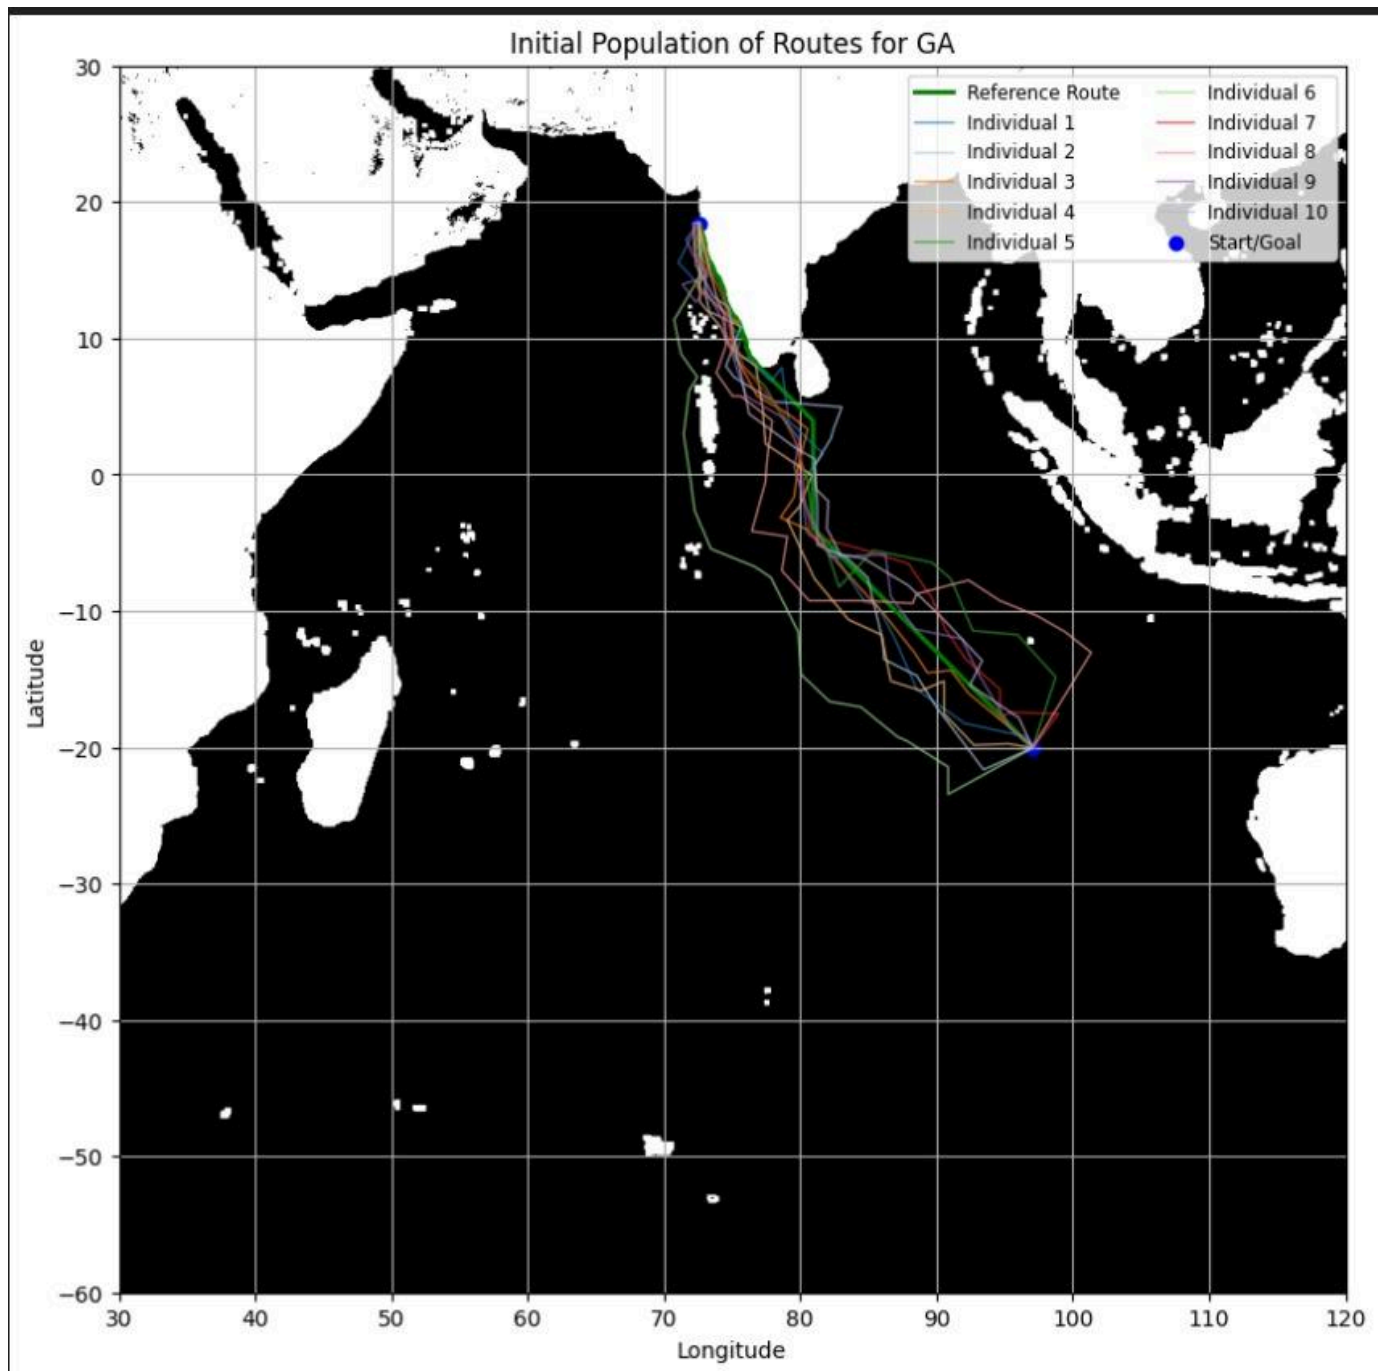 Initial Population of Routes for GA
Reference Route
Individual 1
Individual 2
Individual 3
Individual 4
Individual 5
Individual 6
Individual 7
Individual 8
Individual 9
Individual 10
Start/Goal
30
20
10
0
−10
−20
−30
−40
−50
−60
Latitude
30 40 50 60 70 80 90 100 110 120
Longitude